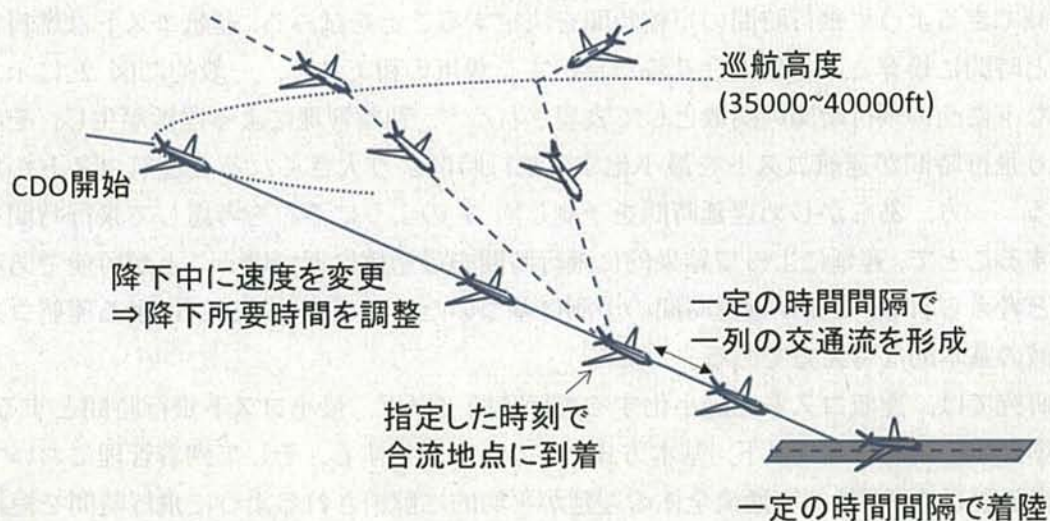 巡航高度
(35000~40000ft)
CDO開始
降下中に速度を変更
⇒降下所要時間を調整
一定の時間間隔で
一列の交通流を形成
指定した時刻で
合流地点に到着
一定の時間間隔で着陸